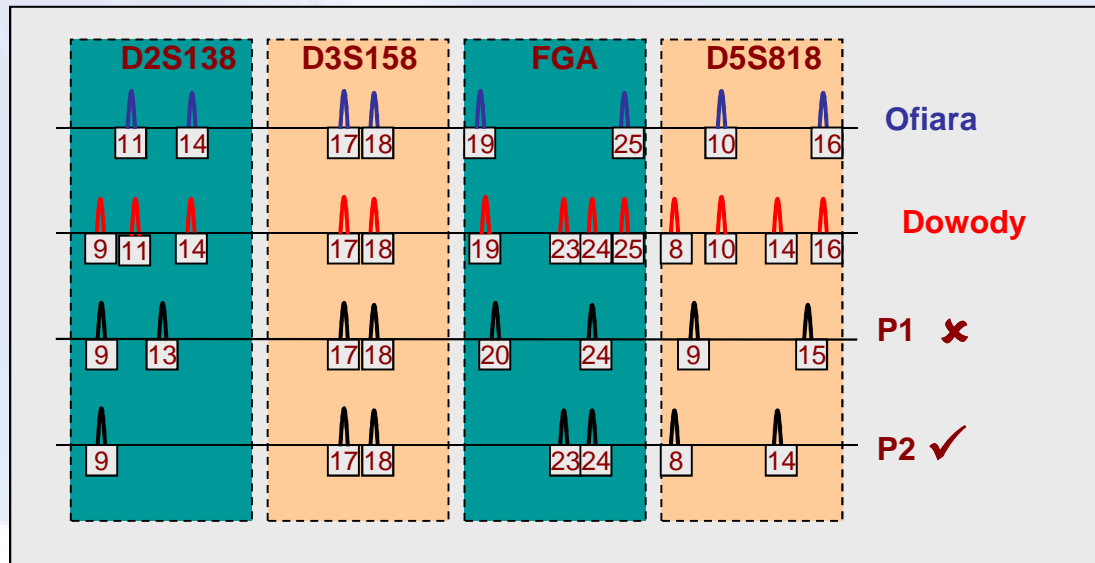 D2S138 D3S158 FGA D5S818
Ofiara
11 14 17 18 19 25 10 16
Dowody
9 11 14 17 18 19 23 24 25 8 10 14 16
P1 ✘
9 13 17 18 20 24 9 15
P2 ✓
9 17 18 23 24 8 14